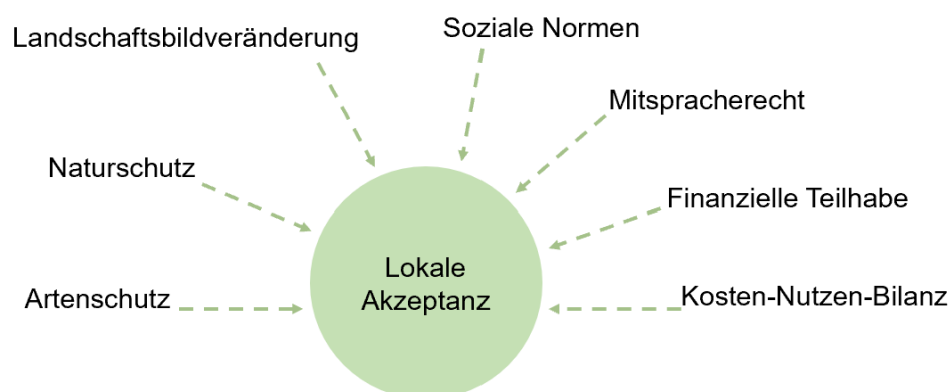 Landschaftsbildveränderung
Soziale Normen
Mitspracherecht
Naturschutz
Finanzielle Teilhabe
Lokale
Akzeptanz
Artenschutz
Kosten-Nutzen-Bilanz